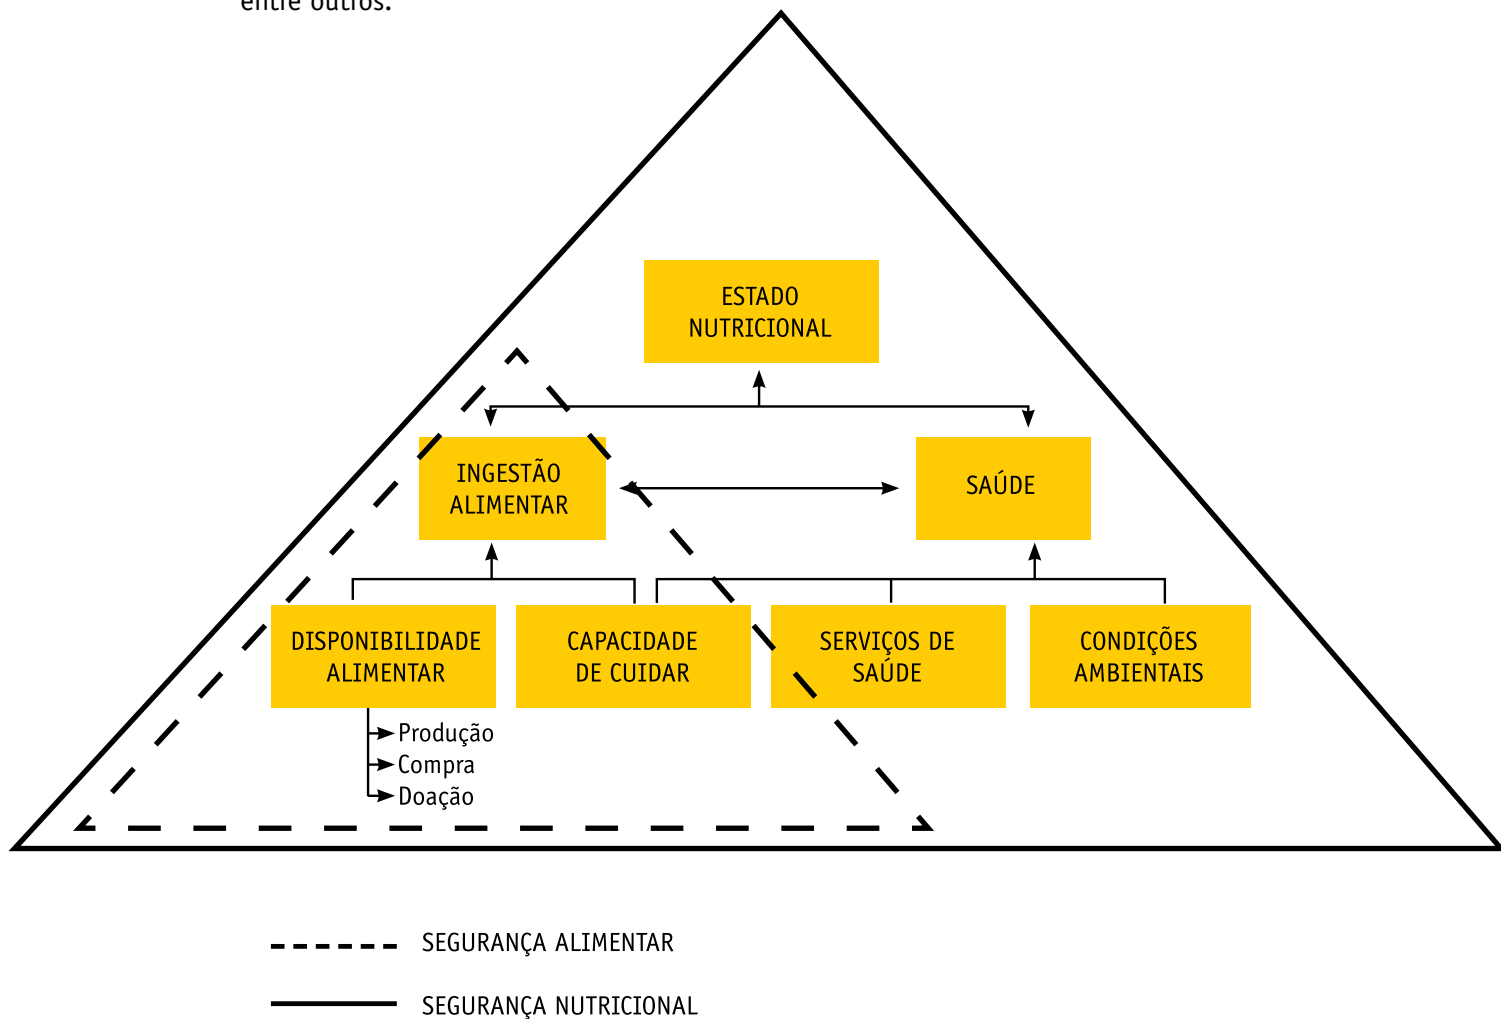 entre outros.
ESTADO
NUTRICIONAL
INGESTÃO
ALIMENTAR
SAÚDE
DISPONIBILIDADE
ALIMENTAR
CAPACIDADE
DE CUIDAR
SERVIÇOS DE
SAÚDE
CONDIÇÕES
AMBIENTAIS
Produção
Compra
Doação
SEGURANÇA ALIMENTAR
SEGURANÇA NUTRICIONAL